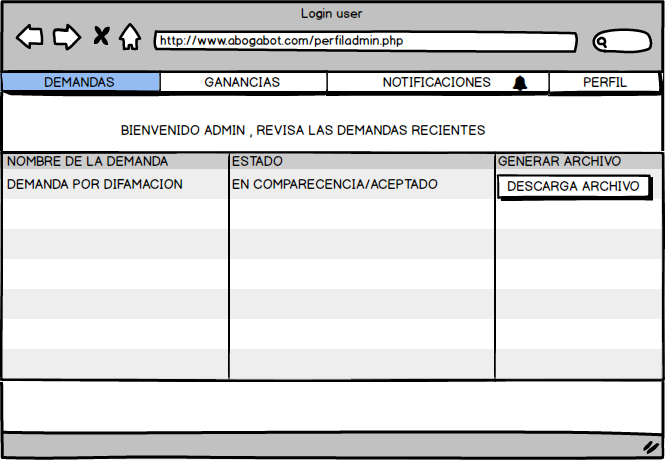 Login user
http://www.abogabot.com/perfiladmin.php
DEMANDAS GANANCIAS NOTIFICACIONES PERFIL
BIENVENIDO ADMIN , REVISA LAS DEMANDAS RECIENTES
NOMBRE DE LA DEMANDA ESTADO GENERAR ARCHIVO
DEMANDA POR DIFAMACION EN COMPARECENCIA/ACEPTADO DESCARGA ARCHIVO